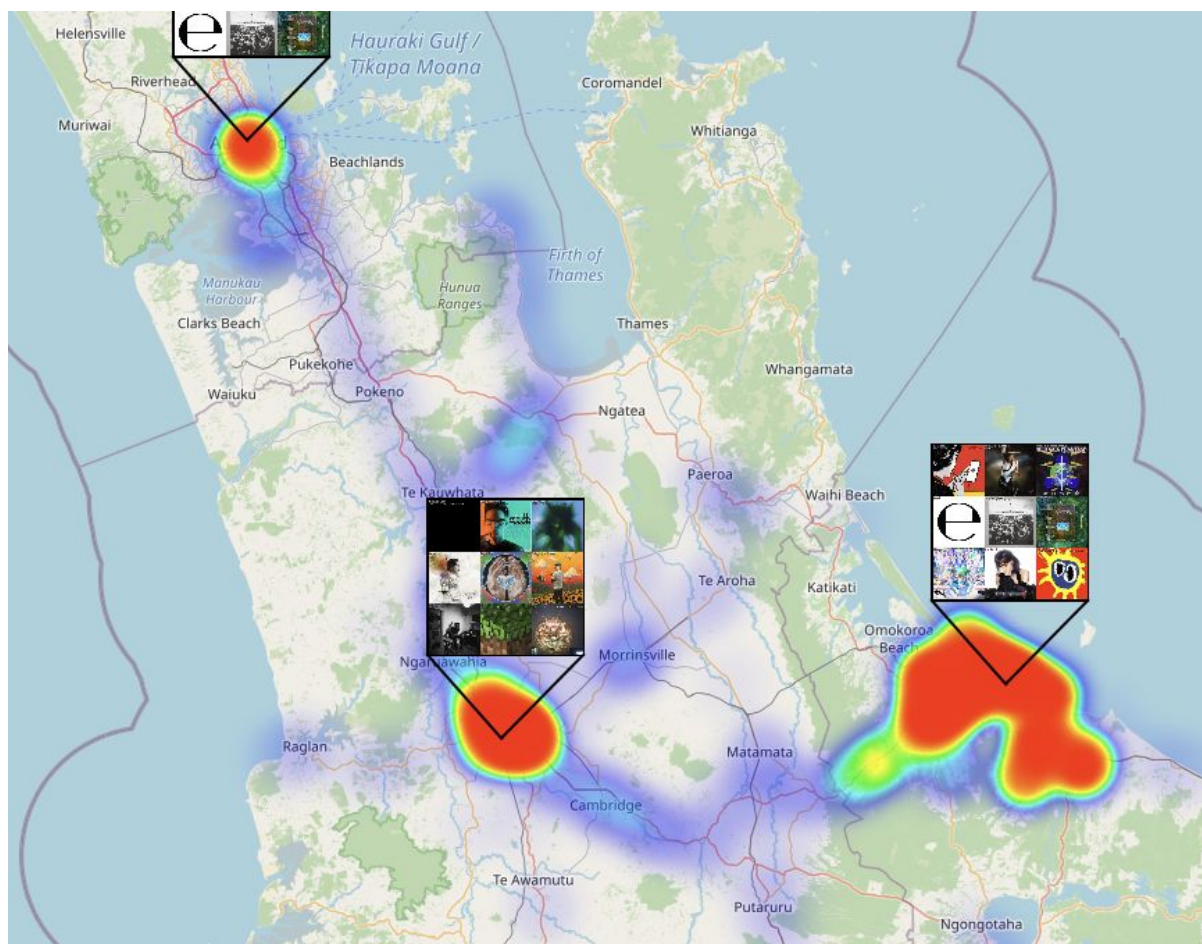 Helensville
Hauraki Gulf /
Tīkapa Moana
Riverhead
Coromandel
Muriwai
Whitianga
Beachlands
Firth of
Thames
Manukau
Harbour
Hunua
Ranges
Clarks Beach
Thames
Pukekohe
Whangamata
Waiuku
Pokeno
Ngatea
Paeroa
Te Kauwhata
Waihi Beach
e
e
Te Aroha
Katikati
Omokoroa
Beach
Ngaruawahia
Morrinsville
Raglan
Matamata
Cambridge
Te Awamutu
Putaruru
Ngongotaha